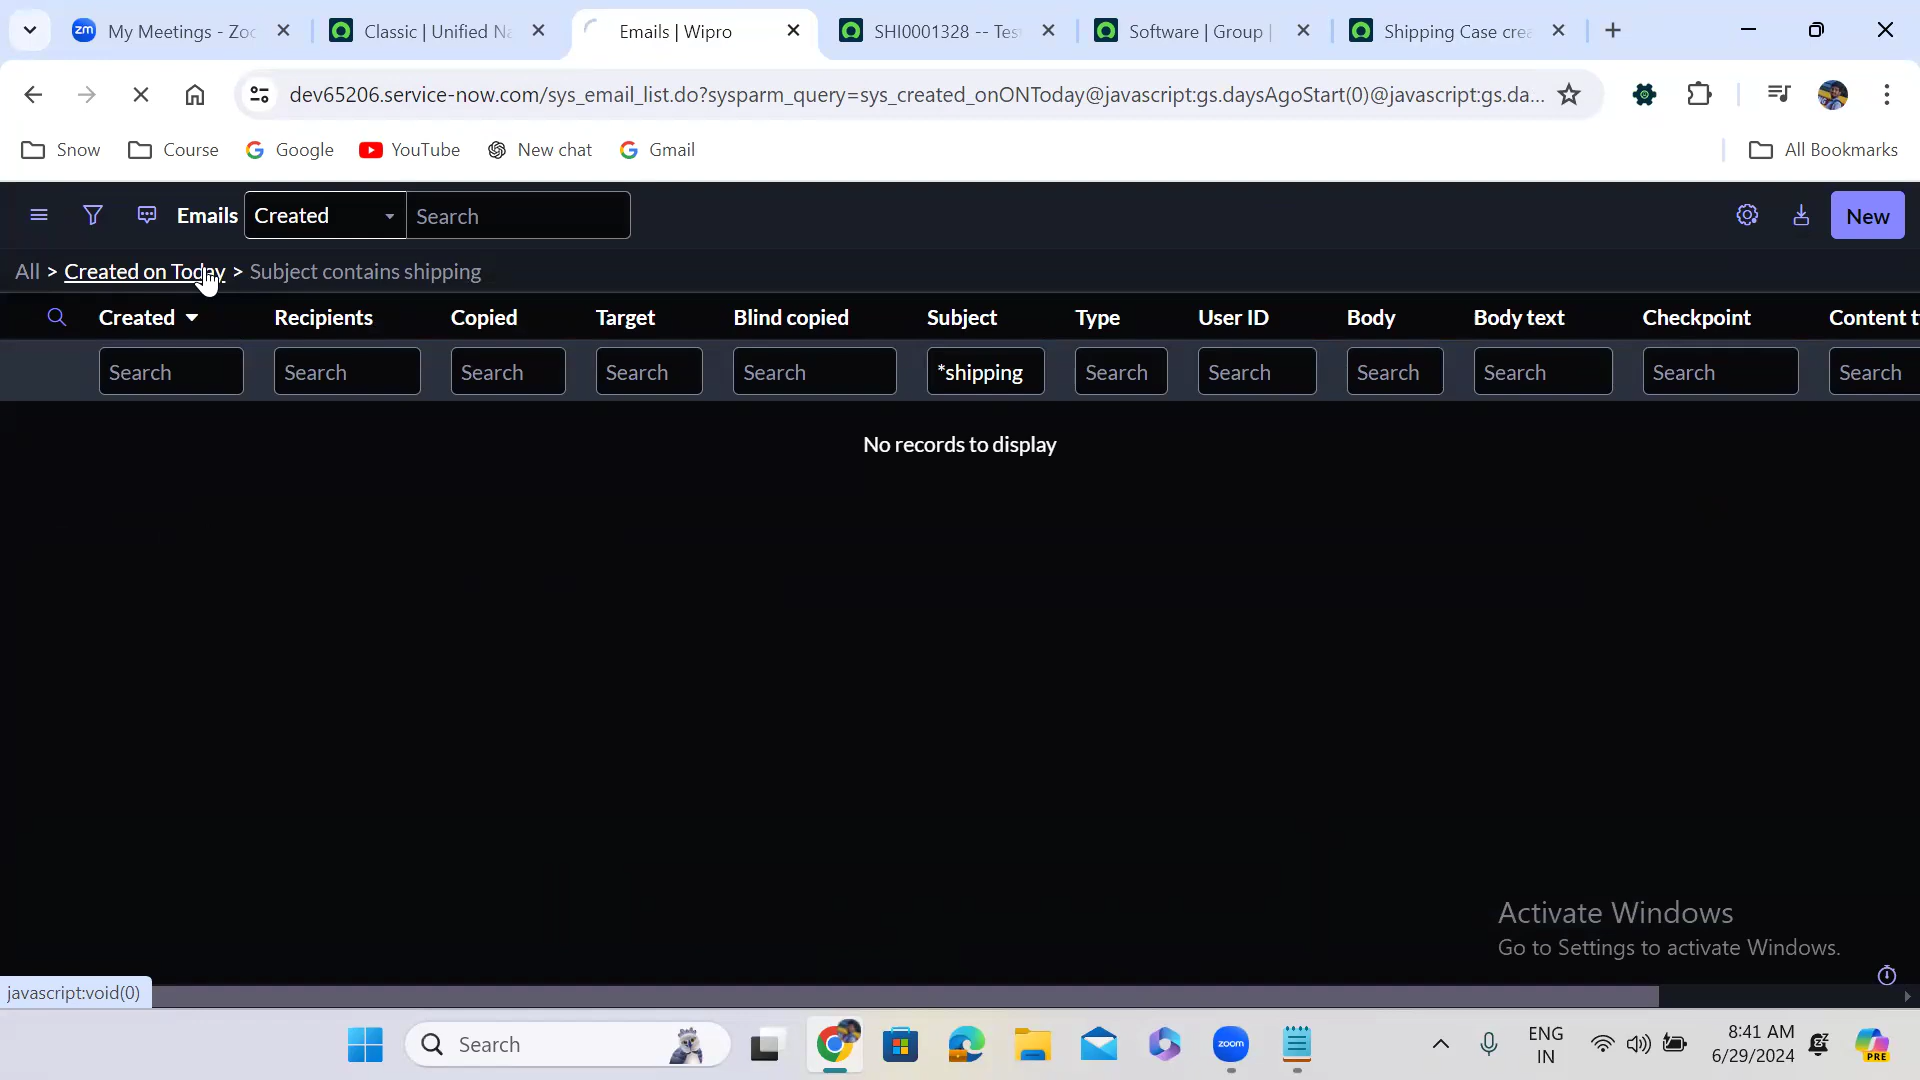 My Meetings - Zoo
Classic | Unified Na
Emails | Wipro
SHI0001328 -- Tes
Software | Group |
Shipping Case crea
dev65206.service-now.com/sys_email_list.do?sysparm_query=sys_created_onONToday@javascript:gs.daysAgoStart(0)@javascript:gs.da...
Snow
Course
Google
YouTube
New chat
Gmail
All Bookmarks
Emails
Created
Search
New
All > Created on Today > Subject contains shipping
Created
Recipients
Copied
Target
Blind copied
Subject
Type
User ID
Body
Body text
Checkpoint
Content t
Search
Search
Search
Search
Search
*shipping
Search
Search
Search
Search
Search
Search
No records to display
Activate Windows
Go to Settings to activate Windows.
javascript:void(0)
Search
zoom
ENG
IN
8:41 AM
6/29/2024
PRE
zm